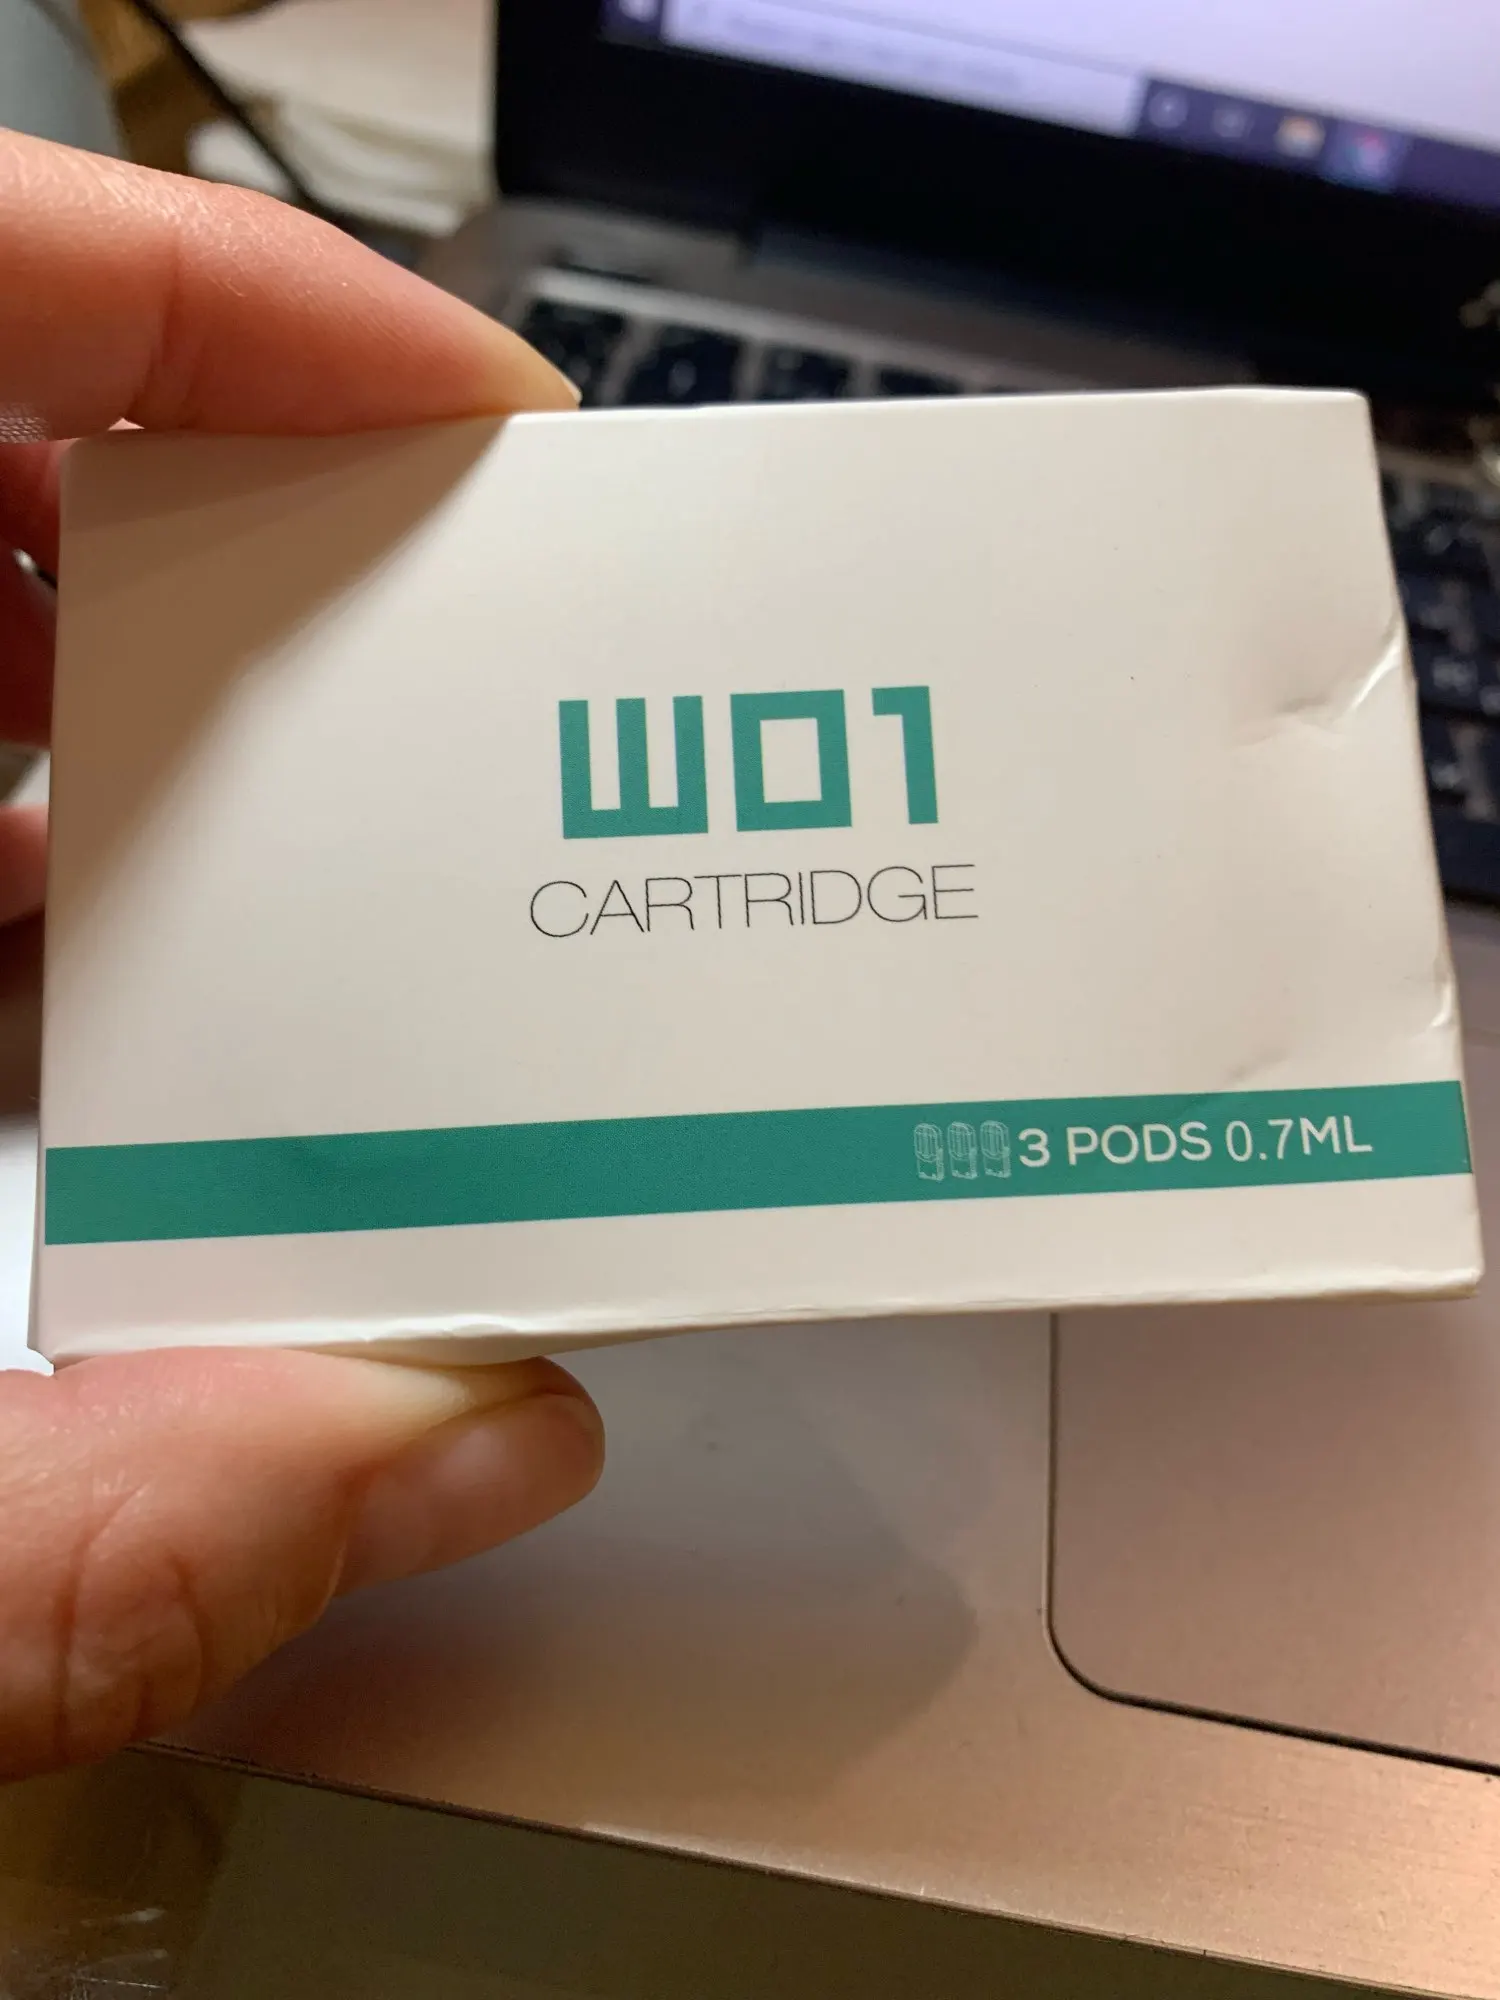 W01
CARTRIDGE
3 PODS 0.7ML